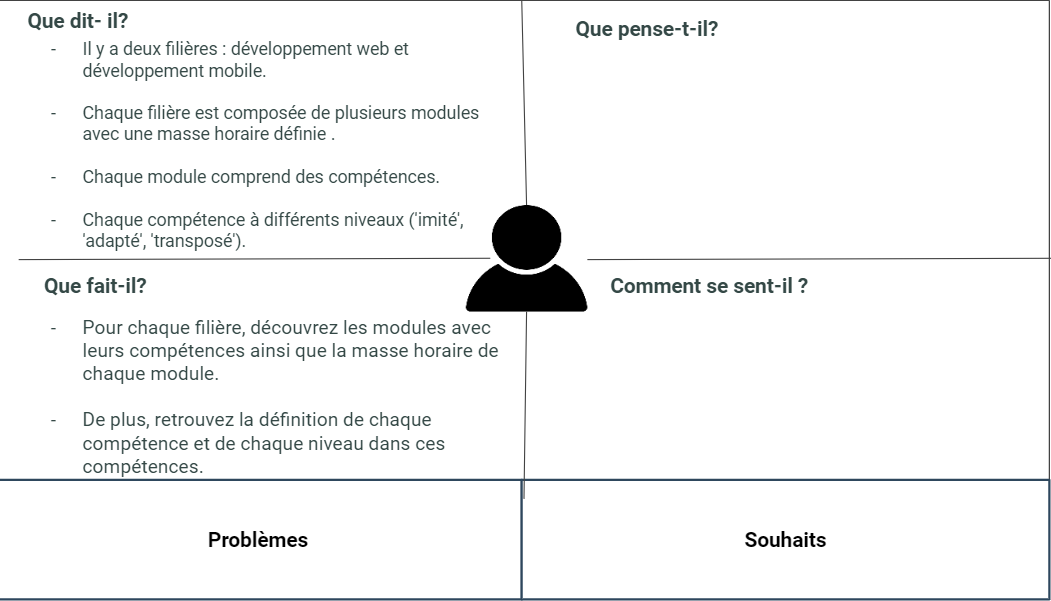 Que dit- il?
- Il y a deux filières : développement web et
développement mobile.
- Chaque filière est composée de plusieurs modules
avec une masse horaire définie .
- Chaque module comprend des compétences.
- Chaque compétence à différents niveaux ('imité',
'adapté', 'transposé').
Que pense-t-il?
Que fait-il?
- Pour chaque filière, découvrez les modules avec
leurs compétences ainsi que la masse horaire de
chaque module.
- De plus, retrouvez la définition de chaque
compétence et de chaque niveau dans ces
compétences.
Comment se sent-il ?
Problèmes
Souhaits